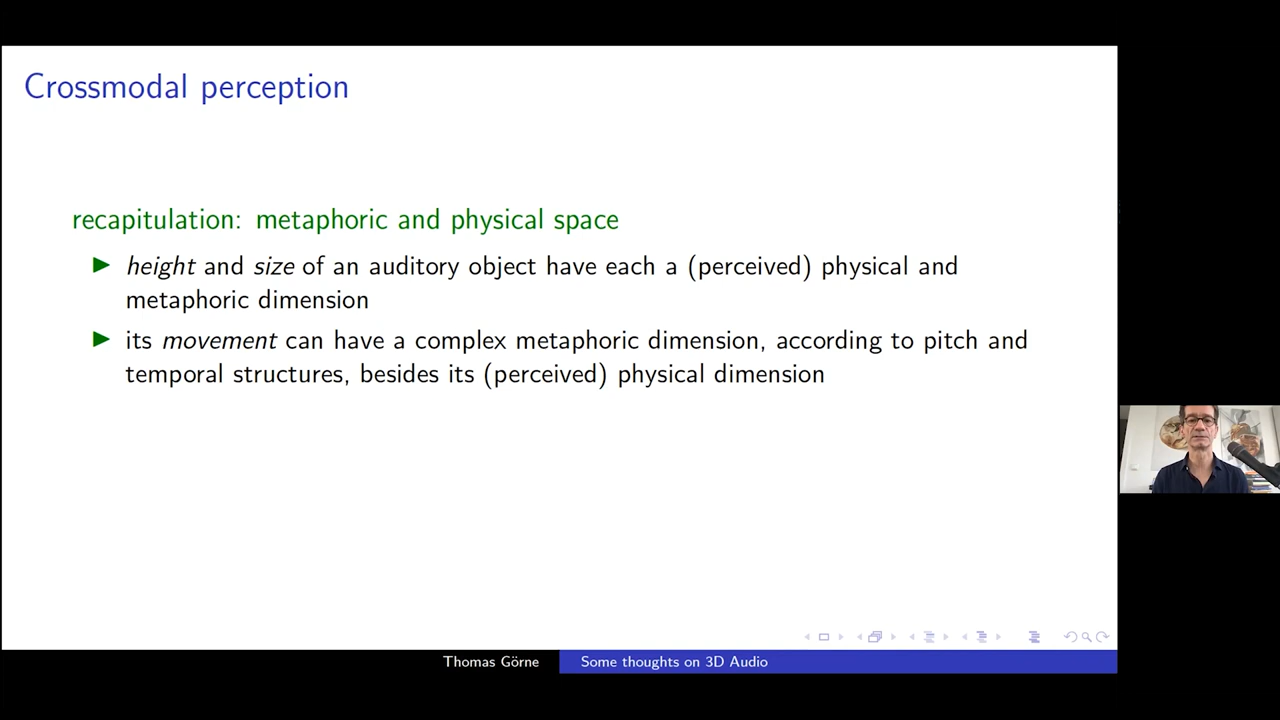 Crossmodal perception
recapitulation: metaphoric and physical space
height and size of an auditory object have each a (perceived) physical and
metaphoric dimension
its movement can have a complex metaphoric dimension, according to pitch and
temporal structures, besides its (perceived) physical dimension
Thomas Görne
Some thoughts on 3D Audio